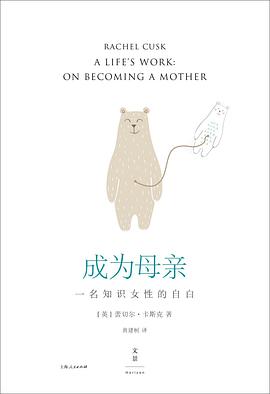 RACHEL CUSK
A LIFE'S WORK:
ON BECOMING A MOTHER
成为母亲
一名知识女性的自白
[英] 蕾切尔·卡斯克 著
黄建树 译
上海人民出版社
文景
Horizon